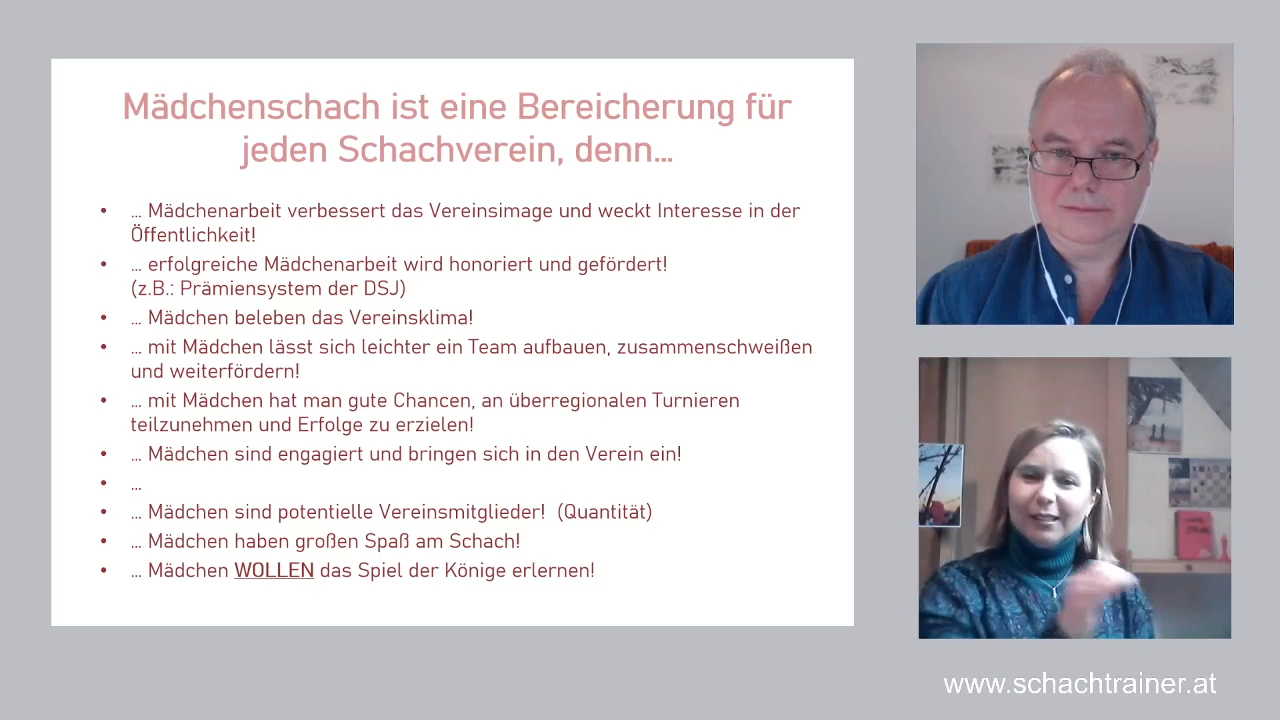 Mädchenschach ist eine Bereicherung für
jeden Schachverein, denn...
• ... Mädchenarbeit verbessert das Vereinsimage und weckt Interesse in der
Öffentlichkeit!
• ... erfolgreiche Mädchenarbeit wird honoriert und gefördert!
(z.B.: Prämiensystem der DSJ)
• ... Mädchen beleben das Vereinsklima!
• ... mit Mädchen lässt sich leichter ein Team aufbauen, zusammenschweißen
und weiterfördern!
• ... mit Mädchen hat man gute Chancen, an überregionalen Turnieren
teilzunehmen und Erfolge zu erzielen!
• ... Mädchen sind engagiert und bringen sich in den Verein ein!
• ...
• ... Mädchen sind potentielle Vereinsmitglieder! (Quantität)
• ... Mädchen haben großen Spaß am Schach!
• ... Mädchen WOLLEN das Spiel der Könige erlernen!
www.schachtrainer.at